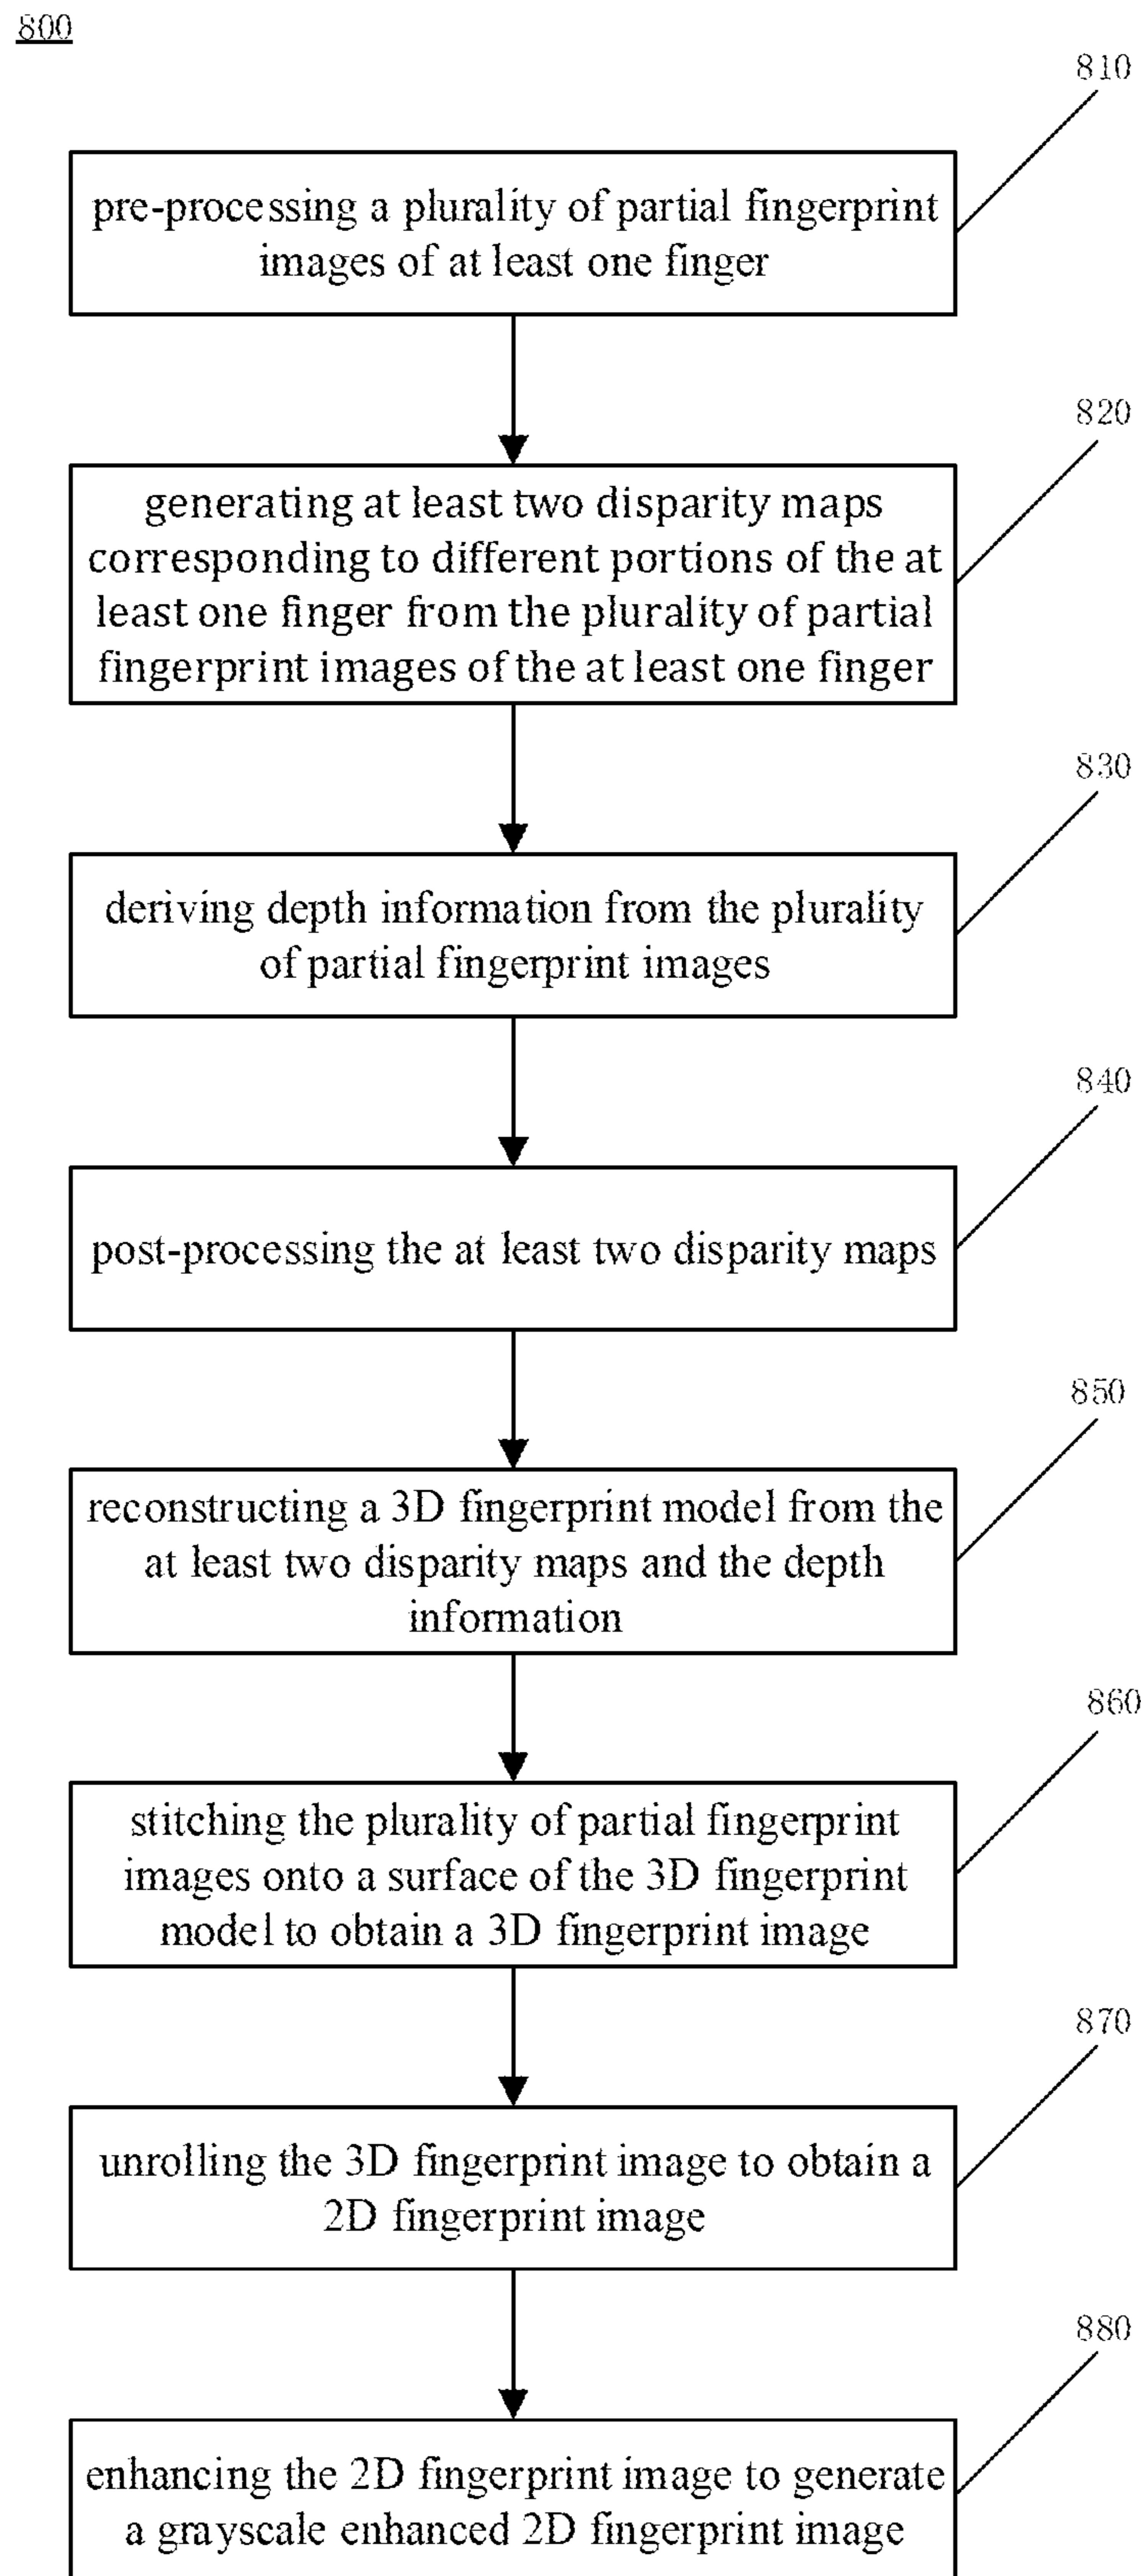 800
810
pre-processing a plurality of partial fingerprint
images of at least one finger
820
generating at least two disparity maps
corresponding to different portions of the at
least one finger from the plurality of partial
fingerprint images of the at least one finger
830
deriving depth information from the plurality
of partial fingerprint images
840
post-processing the at least two disparity maps
850
reconstructing a 3D fingerprint model from the
at least two disparity maps and the depth
information
860
stitching the plurality of partial fingerprint
images onto a surface of the 3D fingerprint
model to obtain a 3D fingerprint image
870
unrolling the 3D fingerprint image to obtain a
2D fingerprint image
880
enhancing the 2D fingerprint image to generate
a grayscale enhanced 2D fingerprint image